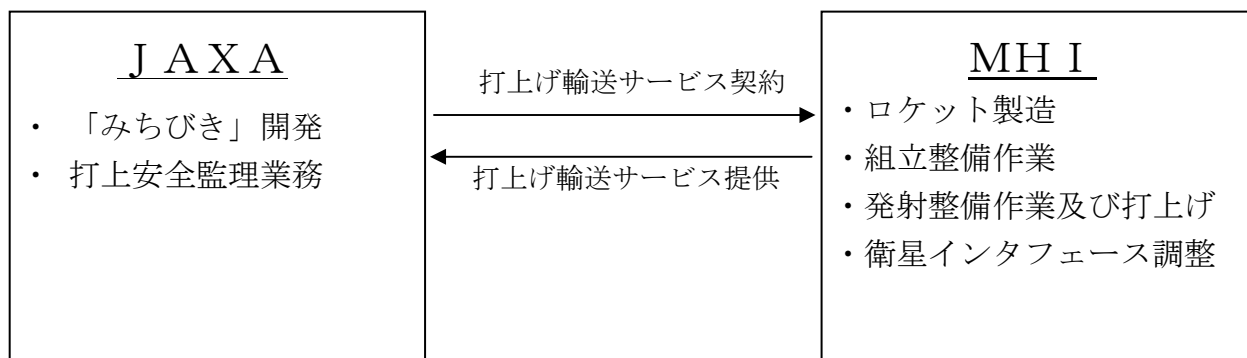 ＪＡＸＡ
・ 「みちびき」開発
・ 打上安全監理業務
打上げ輸送サービス契約
打上げ輸送サービス提供
ＭＨＩ
・ロケット製造
・組立整備作業
・発射整備作業及び打上げ
・衛星インタフェース調整